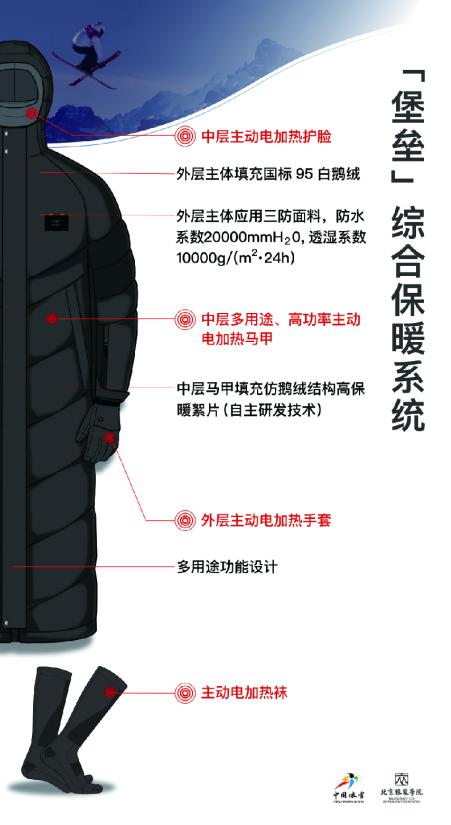 「堡垒」综合保暖系统
中层主动电加热护脸
外层主体填充国标 95 白鹅绒
外层主体应用三防面料，防水
系数20000mmH₂0, 透湿系数
10000g/(m²·24h)
中层多用途、高功率主动
电加热马甲
中层马甲填充仿鹅绒结构高保
暖絮片(自主研发技术)
外层主动电加热手套
多用途功能设计
主动电加热袜
中国冰雪
北京服装学院